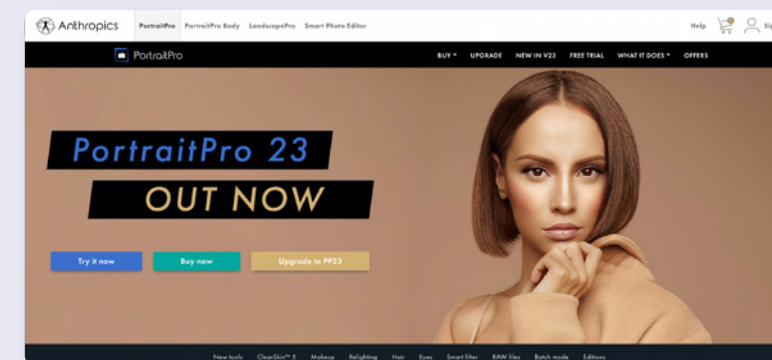 Anthropics PortraitPro PortraitPro Body LandscapePro Smart Photo Editor Help
PortraitPro BUY UPGRADE NEW IN V23 FREE TRIAL WHAT IT DOES OFFERS
PortraitPro 23
OUT NOW
Try it now Buy now Upgrade to PP23
New tools ClearSkin™ 5 Makeup Relighting Hair Eyes Smart filter RAW files Batch mode Editions